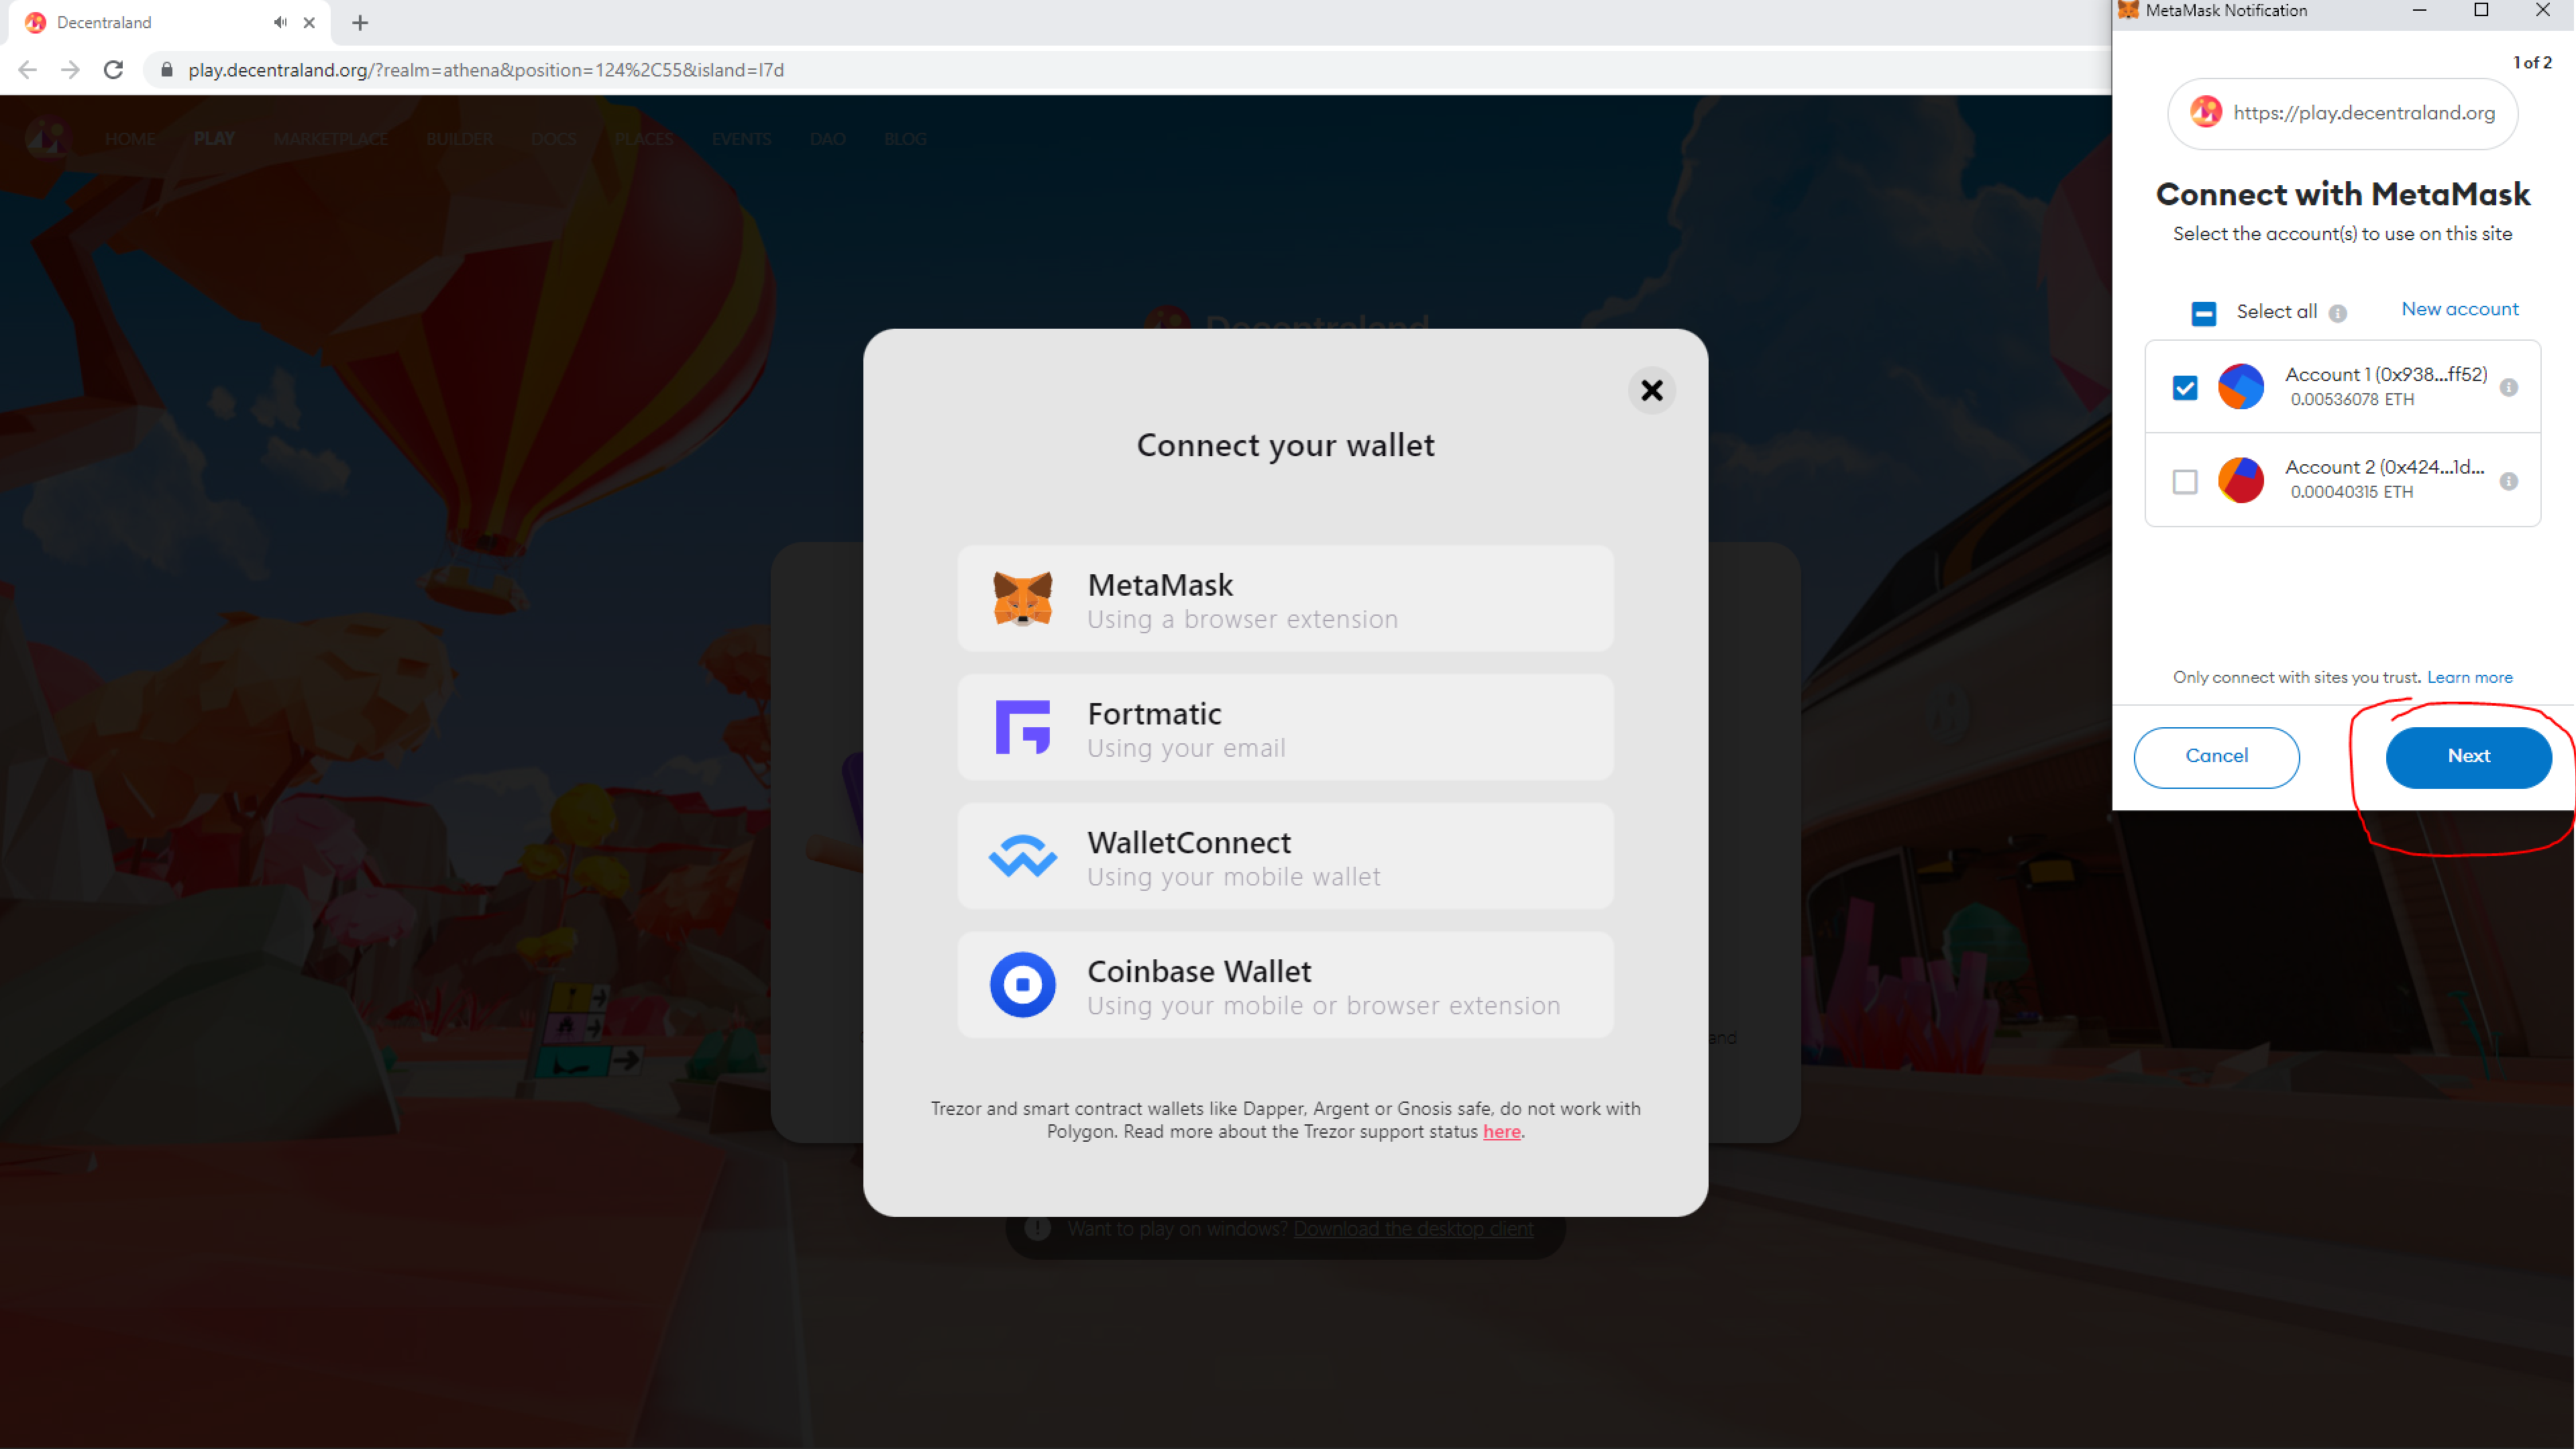 Decentraland
play.decentraland.org/?realm=athena&position=124%2C55&island=l7d
HOME PLAY MARKETPLACE BUILDER DOCS PLACES EVENTS DAO BLOG
Decentraland
Connect your wallet
MetaMask
Using a browser extension
Fortmatic
Using your email
WalletConnect
Using your mobile wallet
Coinbase Wallet
Using your mobile or browser extension
and
Trezor and smart contract wallets like Dapper, Argent or Gnosis safe, do not work with
Polygon. Read more about the Trezor support status here.
Want to play on windows? Download the desktop client
MetaMask Notification
1 of 2
https://play.decentraland.org
Connect with MetaMask
Select the account(s) to use on this site
Select all
New account
Account 1 (0x938...ff52)
0.00536078 ETH
Account 2 (0x424...1d...
0.00040315 ETH
Only connect with sites you trust. Learn more
Cancel
Next